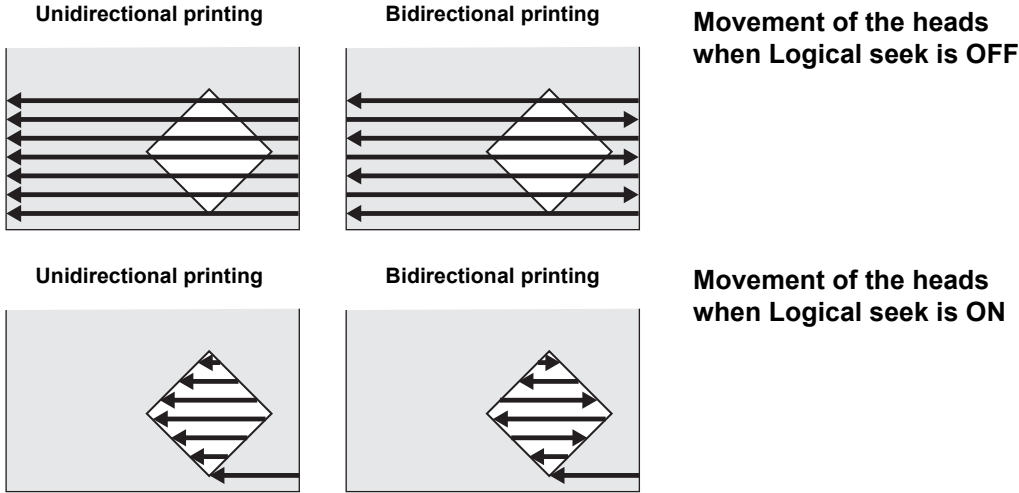 Unidirectional printing
Bidirectional printing
Movement of the heads
when Logical seek is OFF
Unidirectional printing
Bidirectional printing
Movement of the heads
when Logical seek is ON